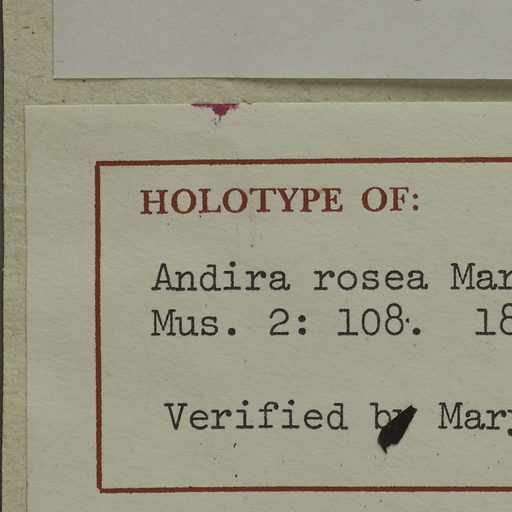 HOLOTYPE OF:
Andira rosea Mar
Mus. 2: 108. 18
Verified by Mary